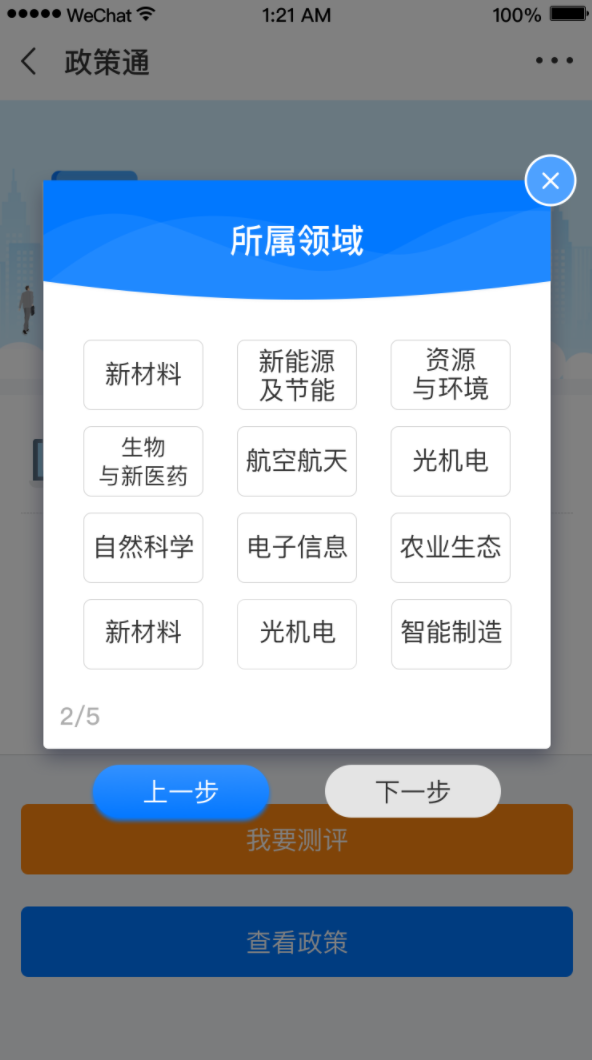 WeChat 1:21 AM 100%
政策通
所属领域
新材料
新能源
及节能
资源
与环境
生物
与新医药
航空航天
光机电
自然科学
电子信息
农业生态
新材料
光机电
智能制造
2/5
上一步
下一步
我要测评
查看政策